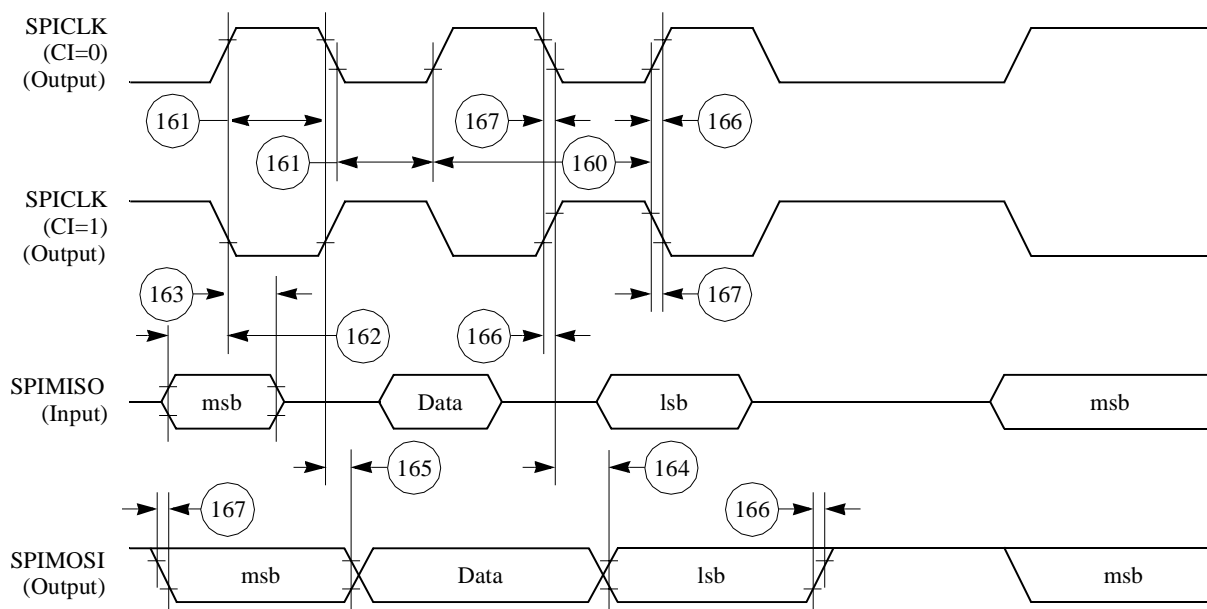 SPICLK
(CI=0)
(Output)
161
167
166
161
160
SPICLK
(CI=1)
(Output)
163
167
162
166
SPIMISO
(Input)
msb
Data
lsb
msb
165
164
167
166
SPIMOSI
(Output)
msb
Data
lsb
msb